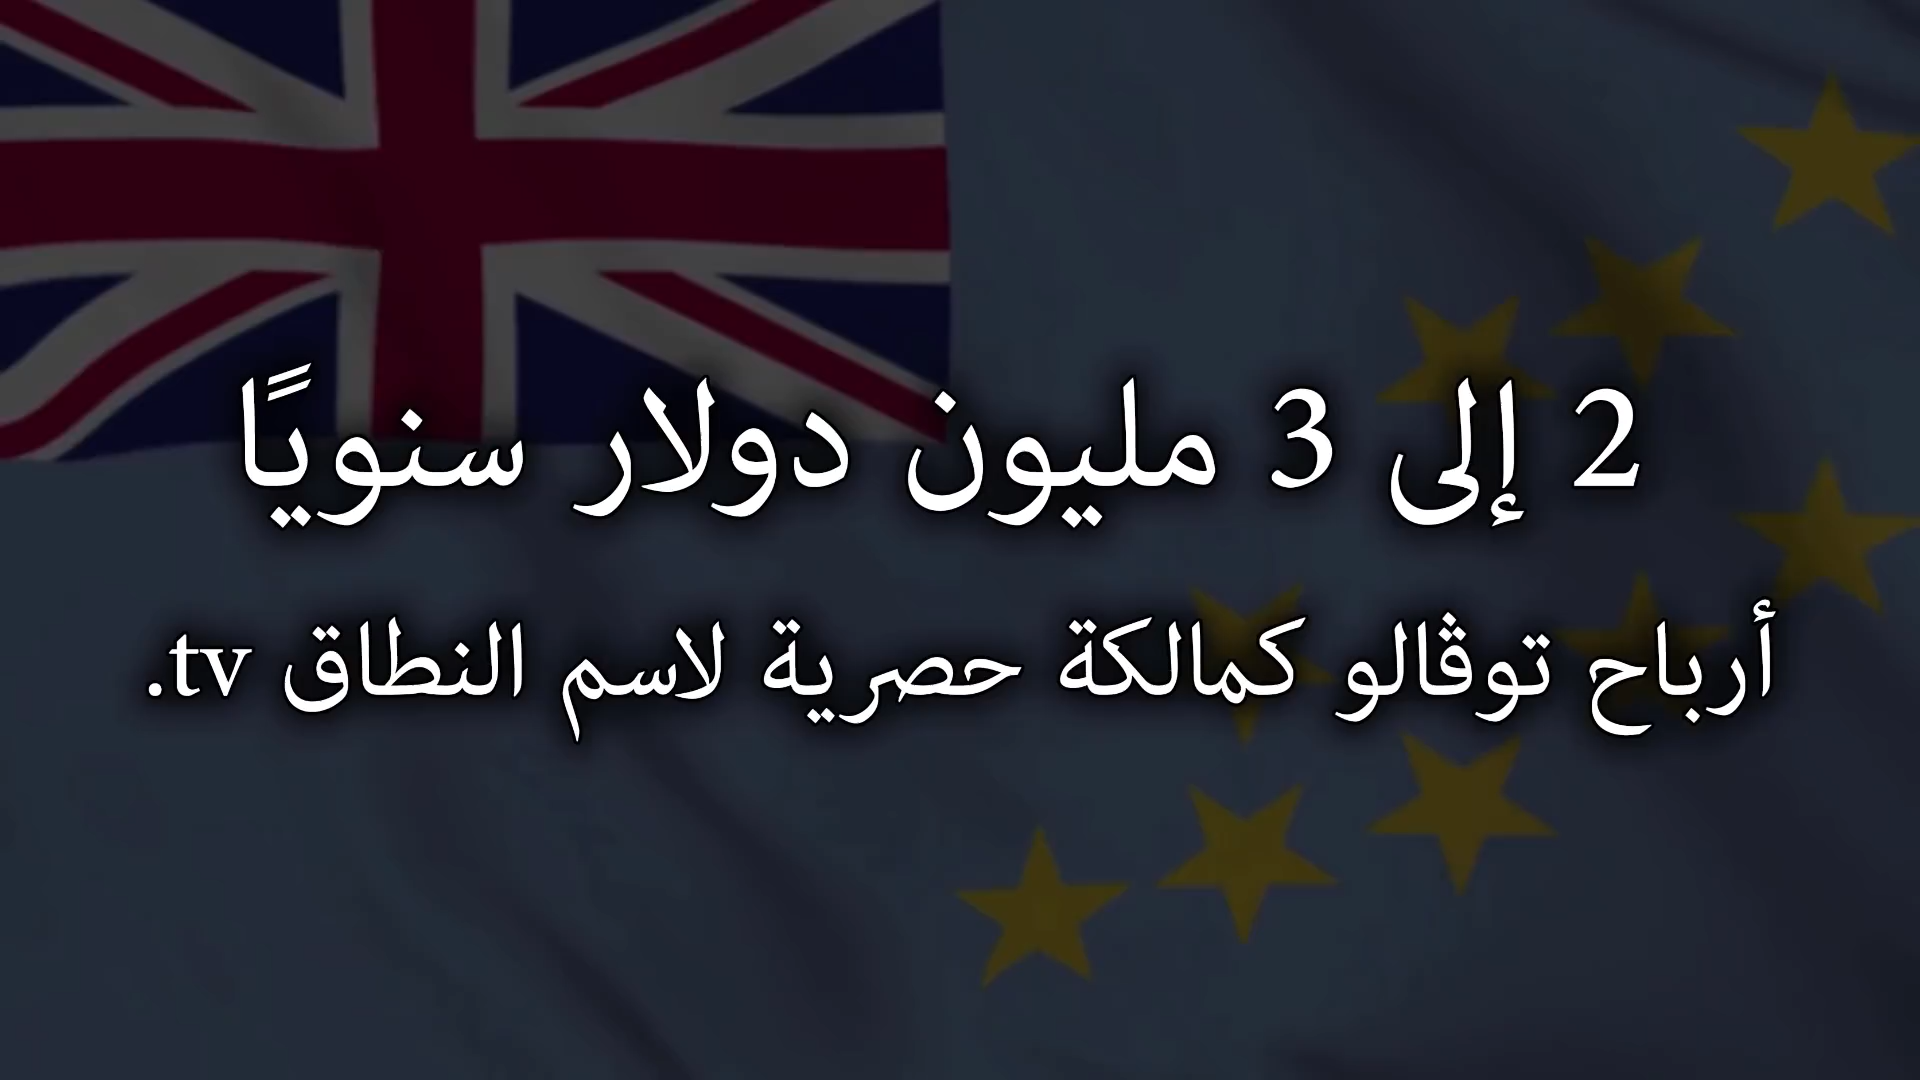 2 إلى 3 مليون دولار سنويًا
أرباح توڤالو كمالكة حصرية لاسم النطاق tv.